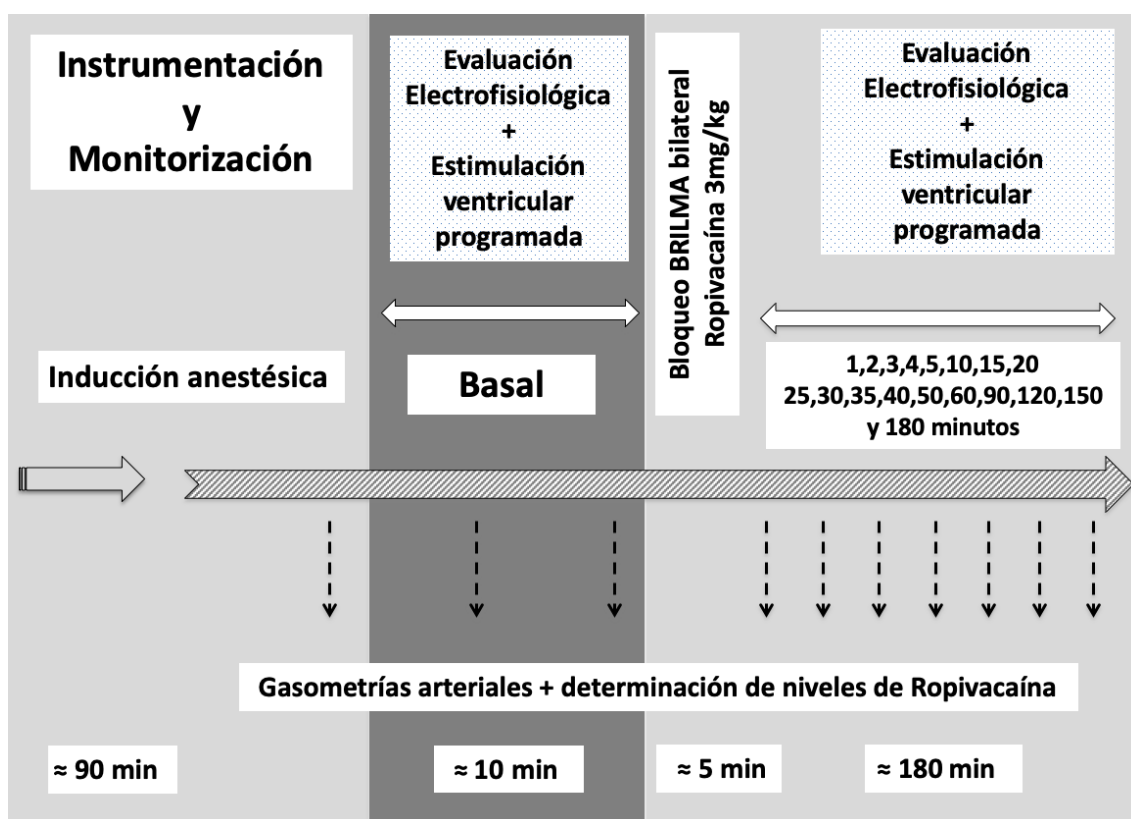 Instrumentación
y
Monitorización
Evaluación
Electrofisiológica
+
Estimulación
ventricular
programada
Bloqueo BRILMA bilateral
Ropivacaína 3mg/kg
Evaluación
Electrofisiológica
+
Estimulación
ventricular
programada
Inducción anestésica
Basal
1,2,3,4,5,10,15,20
25,30,35,40,50,60,90,120,150
y 180 minutos
Gasometrías arteriales + determinación de niveles de Ropivacaína
≈ 90 min
≈ 10 min
≈ 5 min
≈ 180 min